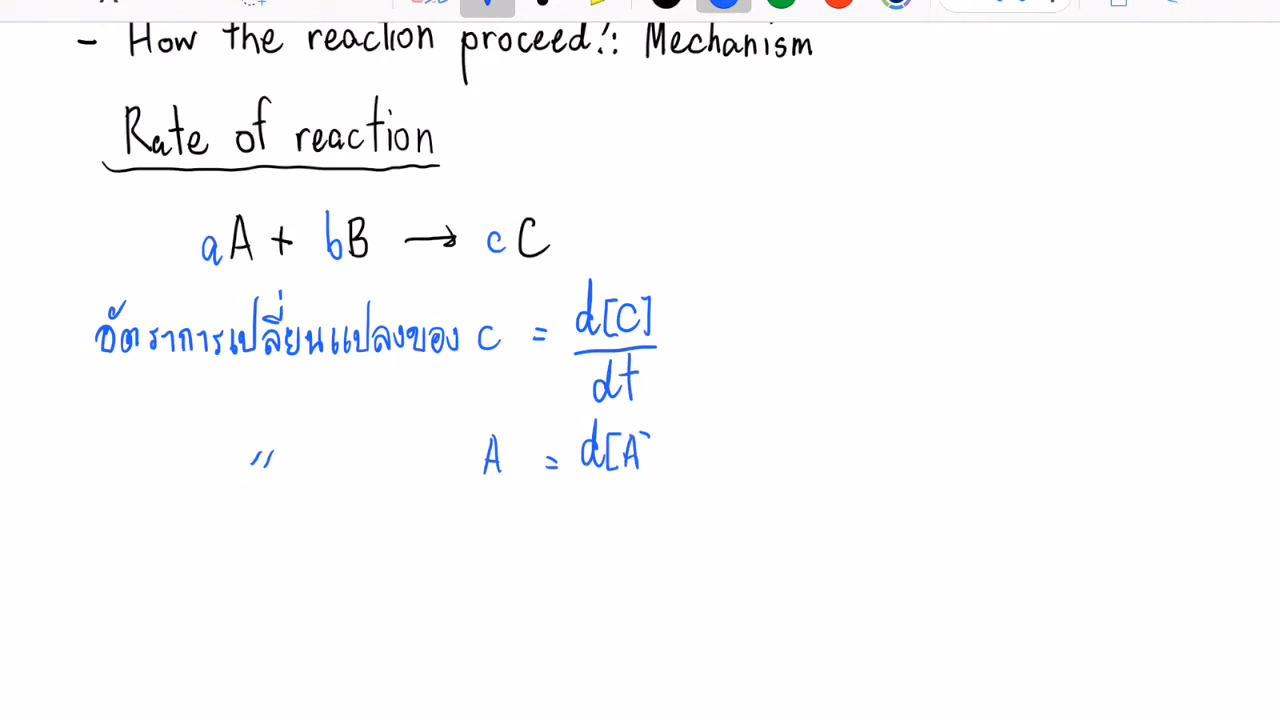 - How the reaction proceed?: Mechanism
Rate of reaction
aA + bB → cC
อัตราการเปลี่ยนแปลงของ C = d[C]
dt
" A = d[A]